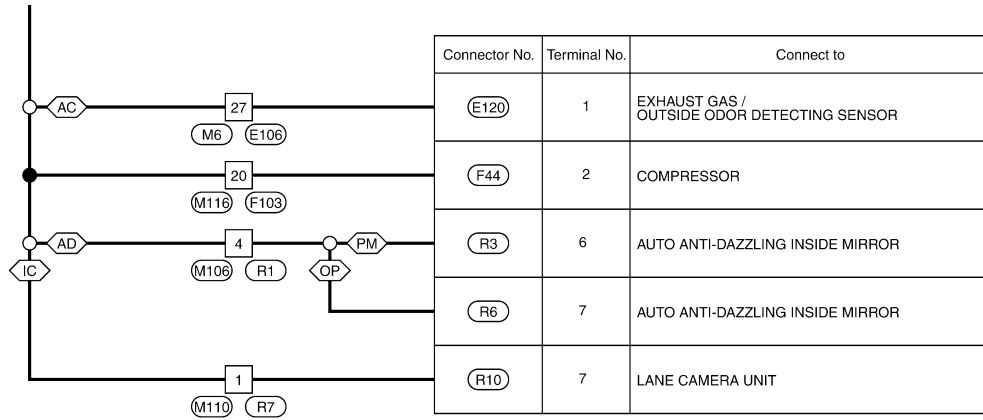 Connector No. Terminal No. Connect to
AC 27 E120 1 EXHAUST GAS /
OUTSIDE ODOR DETECTING SENSOR
M6 E106
20 F44 2 COMPRESSOR
M116 F103
AD 4 PM R3 6 AUTO ANTI-DAZZLING INSIDE MIRROR
IC M106 R1 OP
R6 7 AUTO ANTI-DAZZLING INSIDE MIRROR
1 R10 7 LANE CAMERA UNIT
M110 R7